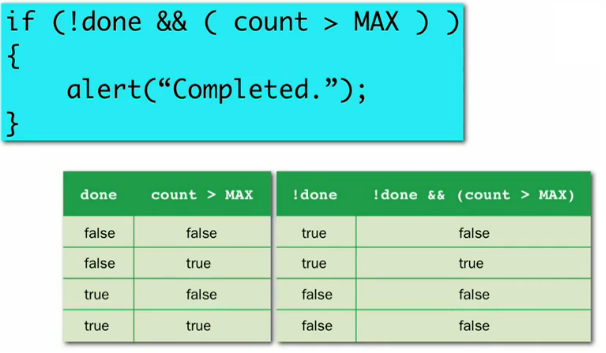 if (!done && ( count > MAX ) )
{
alert(“Completed.”);
}
done count > MAX !done !done && (count > MAX)
false false true false
false true true true
true false false false
true true false false